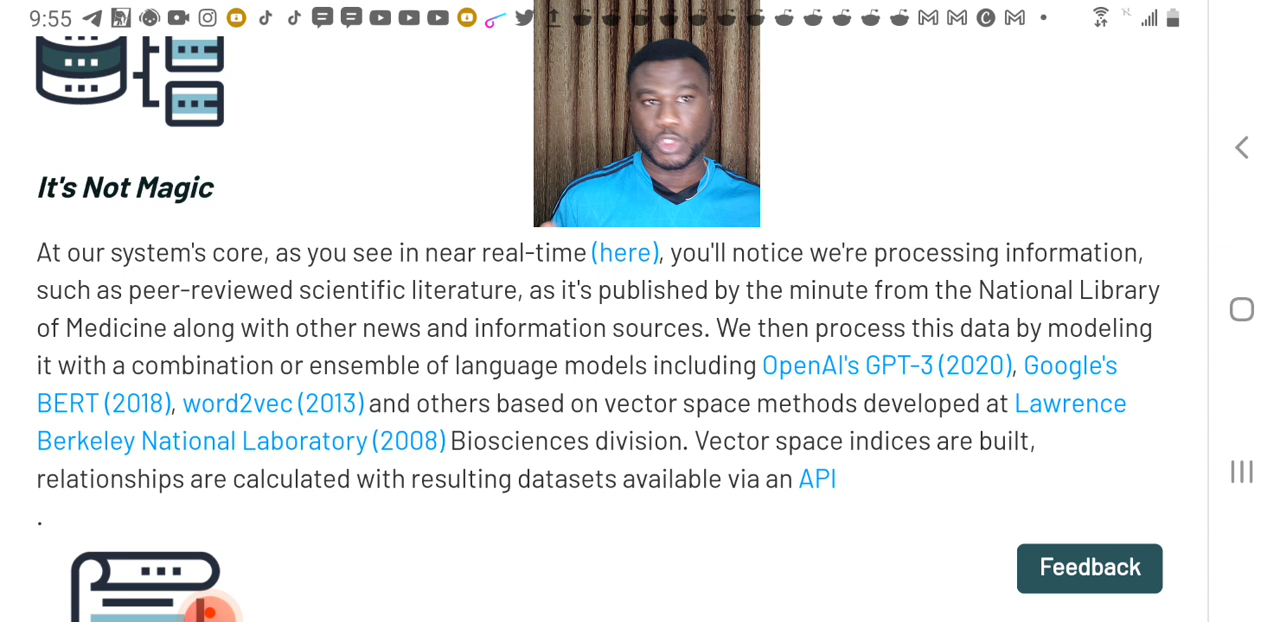 9:55
It's Not Magic
At our system's core, as you see in near real-time (here), you'll notice we're processing information,
such as peer-reviewed scientific literature, as it's published by the minute from the National Library
of Medicine along with other news and information sources. We then process this data by modeling
it with a combination or ensemble of language models including OpenAI's GPT-3 (2020), Google's
BERT (2018), word2vec (2013) and others based on vector space methods developed at Lawrence
Berkeley National Laboratory (2008) Biosciences division. Vector space indices are built,
relationships are calculated with resulting datasets available via an API
.
Feedback